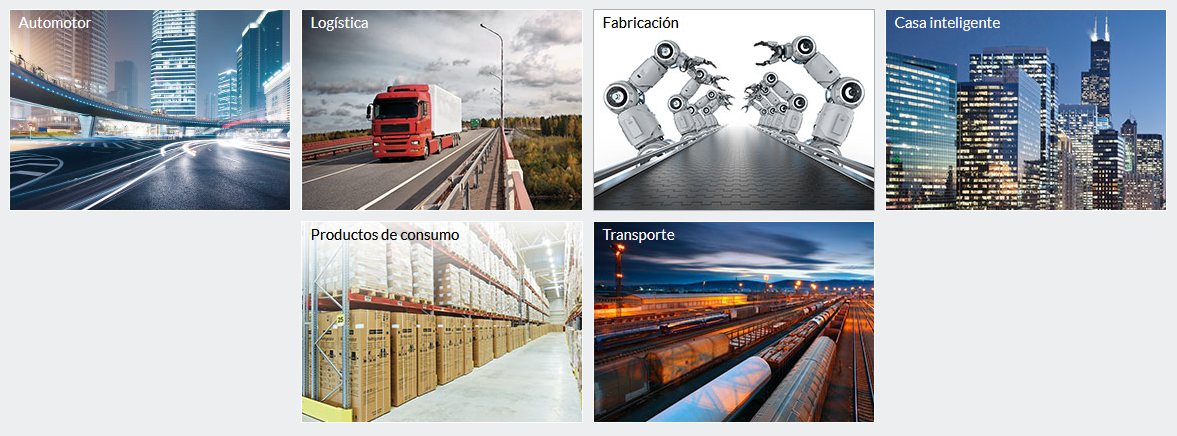 Automotor
Logística
Fabricación
Casa inteligente
Productos de consumo
Transporte